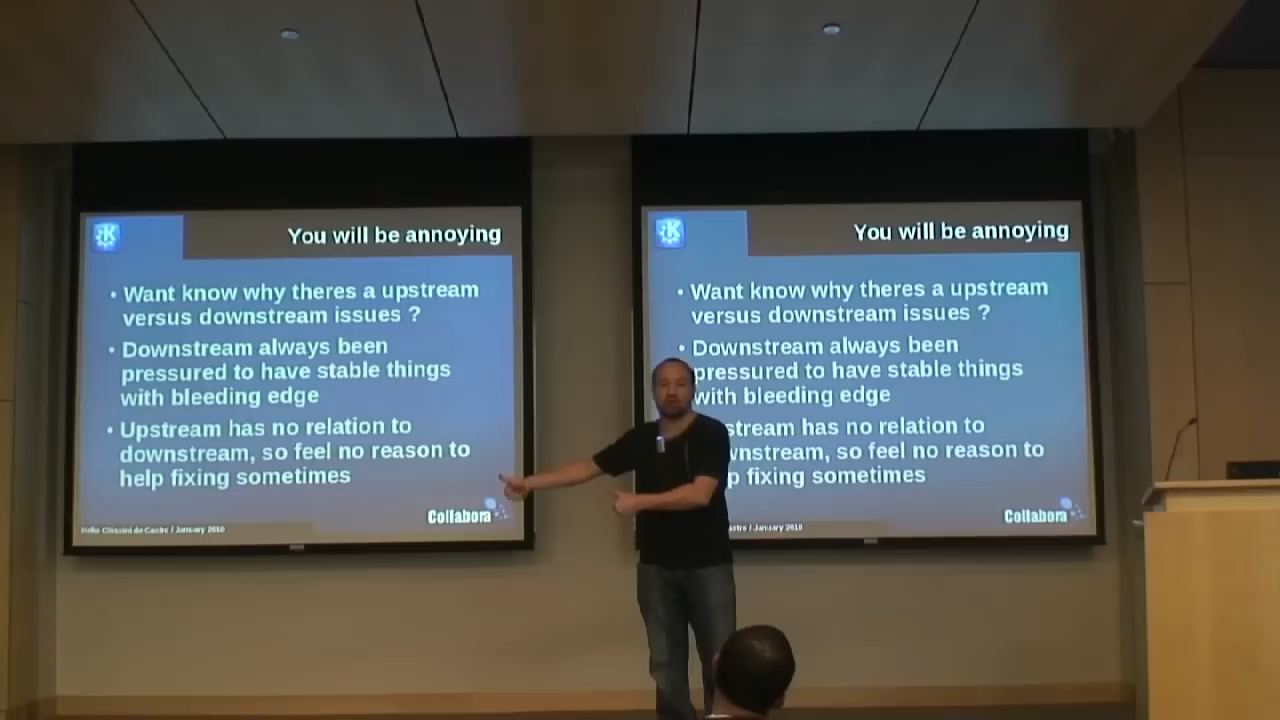 You will be annoying
• Want know why theres a upstream
versus downstream issues ?
• Downstream always been
pressured to have stable things
with bleeding edge
• Upstream has no relation to
downstream, so feel no reason to
help fixing sometimes
Collabora
Helio Chissini de Castro / January 2010
You will be annoying
• Want know why theres a upstream
versus downstream issues ?
• Downstream always been
pressured to have stable things
with bleeding edge
stream has no relation to
wnstream, so feel no reason to
p fixing sometimes
Collabora
astro / January 2010